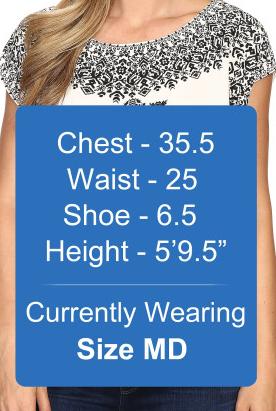 Chest - 35.5
Waist - 25
Shoe - 6.5
Height - 5’9.5”
Currently Wearing
Size MD